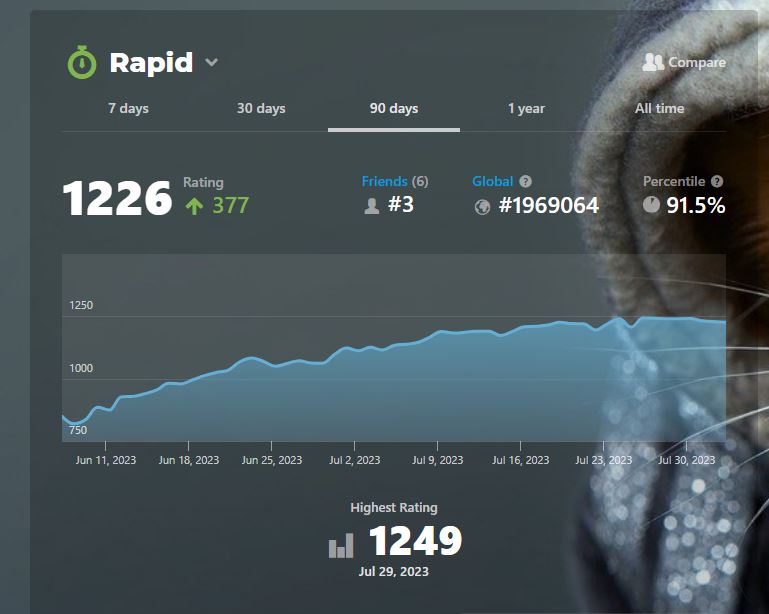 Rapid
Compare
7 days 30 days 90 days 1 year All time
Rating Friends (6) Global ? Percentile ?
1226 377 #3 #1969064 91.5%
1250
1000
750
Jun 11, 2023 Jun 18, 2023 Jun 25, 2023 Jul 2, 2023 Jul 9, 2023 Jul 16, 2023 Jul 23, 2023 Jul 30, 2023
Highest Rating
1249
Jul 29, 2023